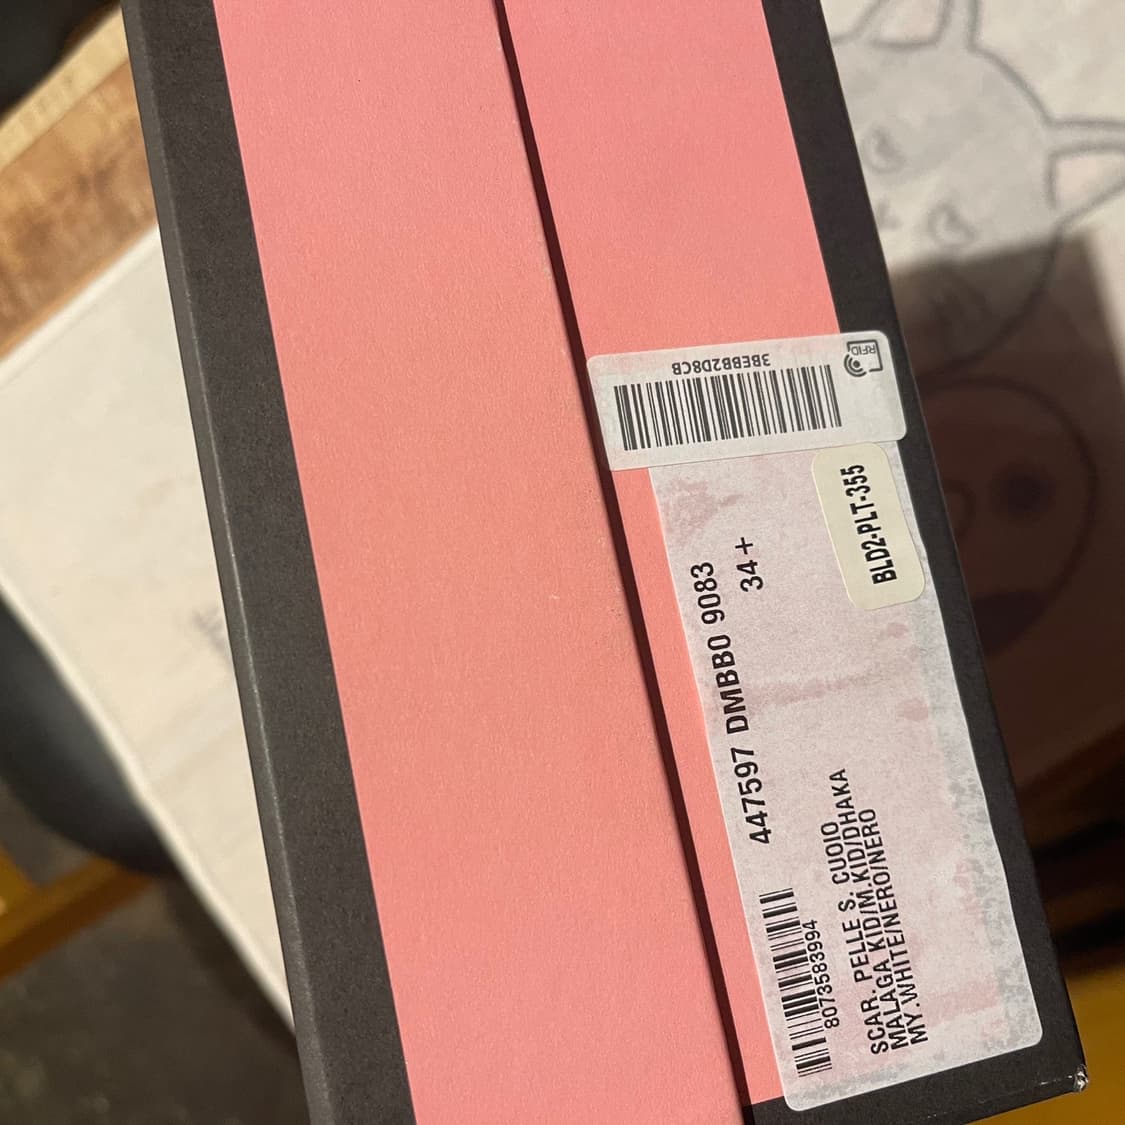 3BEBB2D8CB
RFID
BLD2-PLT-355
447597 DMBB0 9083
34+
8073583994
SCAR. PELLE S. CUOIO
MALAGA KID/M.KID/DHAKA
MY.WHITE/NERO/NERO